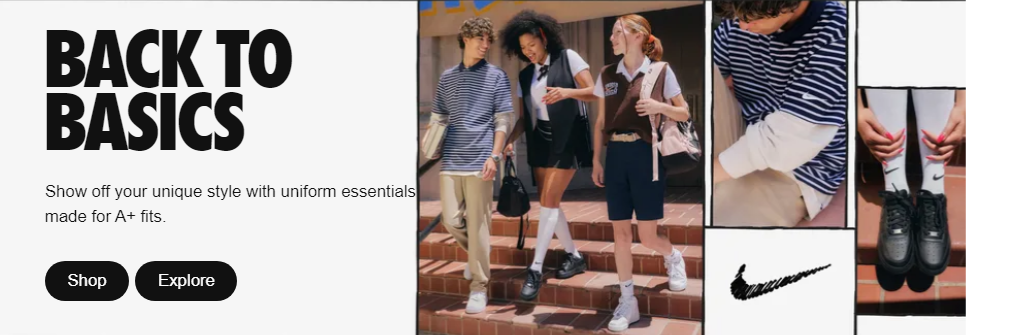 BACK TO
BASICS
Show off your unique style with uniform essentials
made for A+ fits.
Shop
Explore